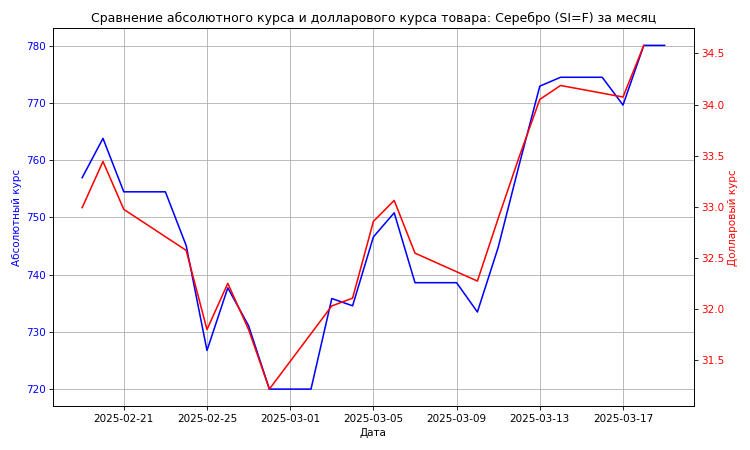 Сравнение абсолютного курса и долларового курса товара: Серебро (SI=F) за месяц
Абсолютный курс
780
770
760
750
740
730
720
34.5
34.0
33.5
33.0
32.5
32.0
31.5
Долларовый курс
2025-02-21 2025-02-25 2025-03-01 2025-03-05 2025-03-09 2025-03-13 2025-03-17
Дата